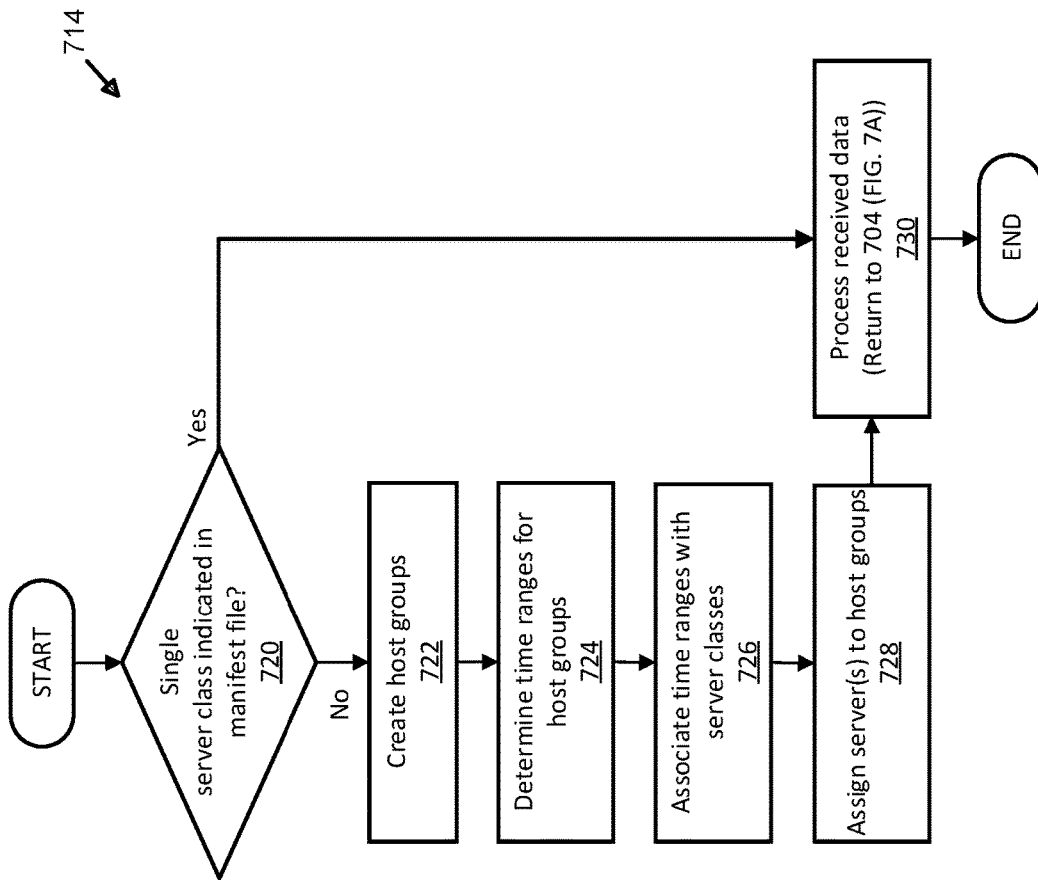 714
START
Single
server class indicated in
manifest file?
720
Yes
No
Create host groups
722
Determine time ranges for
host groups
724
Associate time ranges with
server classes
726
Assign server(s) to host groups
728
Process received data
(Return to 704 (FIG. 7A))
730
END